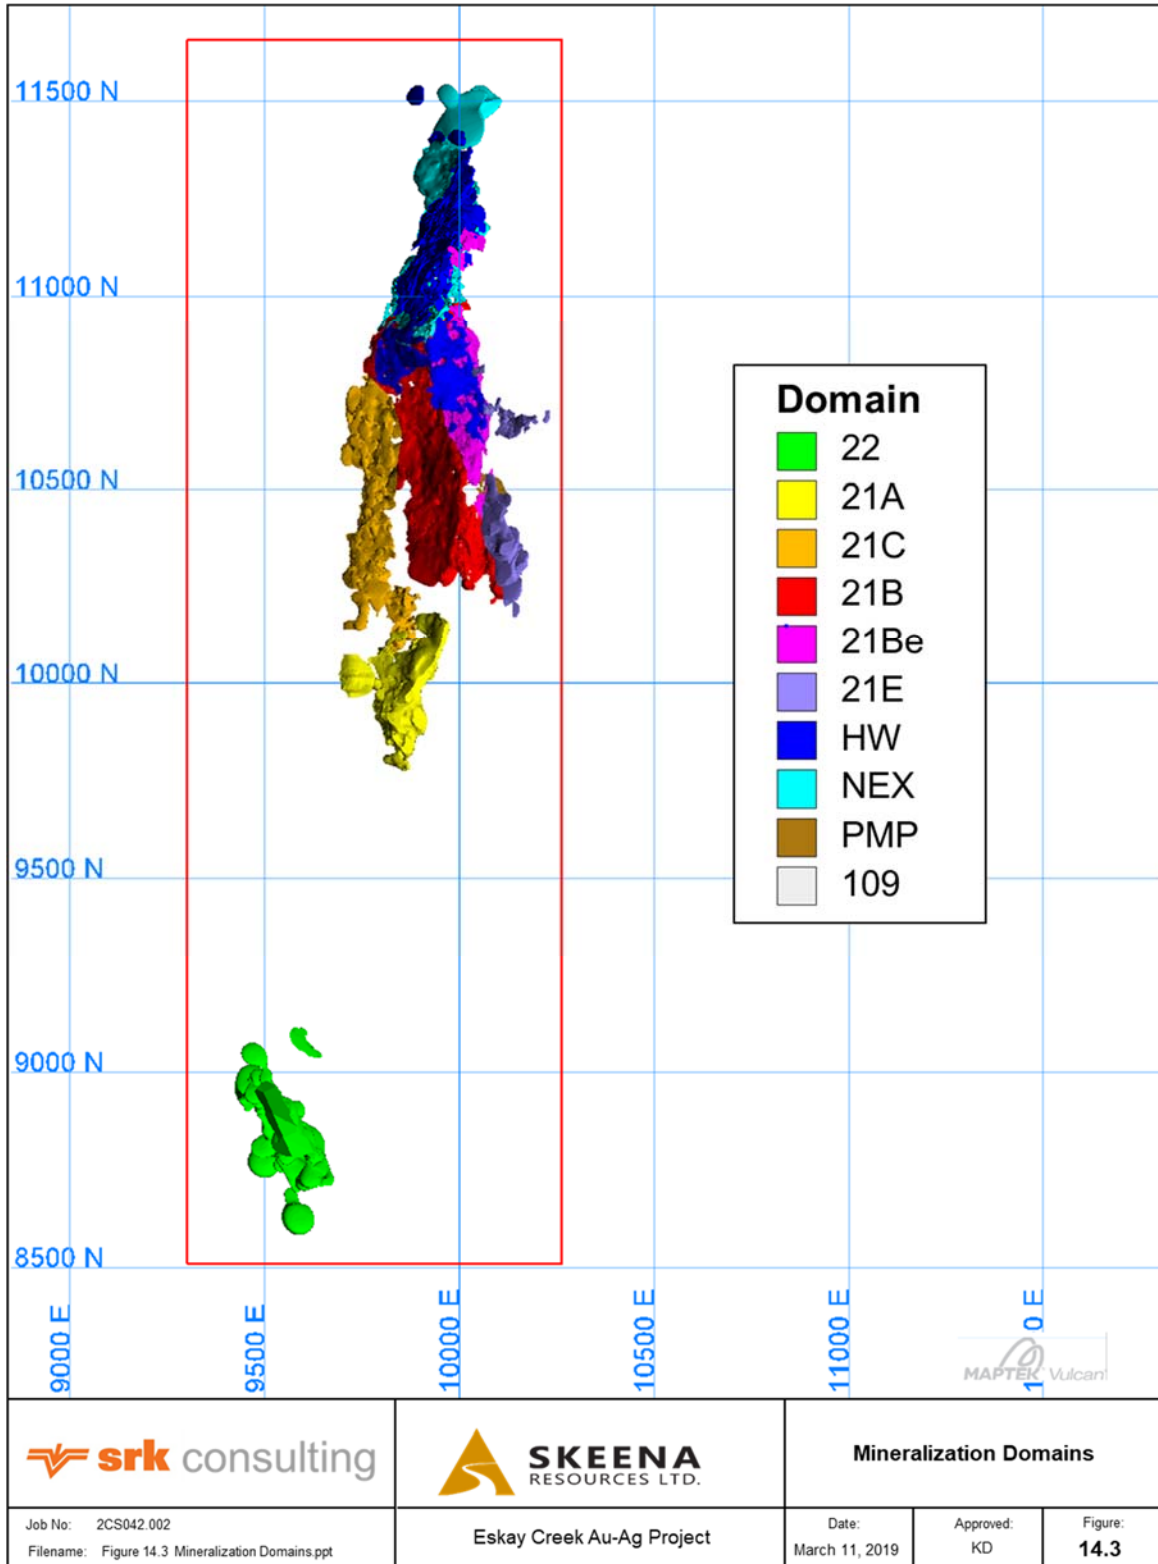 11500 N
11000 N
10500 N
10000 N
9500 N
9000 N
8500 N
9000 E
9500 E
10000 E
10500 E
11000 E
0 E
Domain
22
21A
21C
21B
21Be
21E
HW
NEX
PMP
109
MAPTEK Vulcan
srk consulting
SKEENA
RESOURCES LTD.
Mineralization Domains
Job No: 2CS042.002
Filename: Figure 14.3 Mineralization Domains.ppt
Eskay Creek Au-Ag Project
Date:
March 11, 2019
Approved:
KD
Figure:
14.3